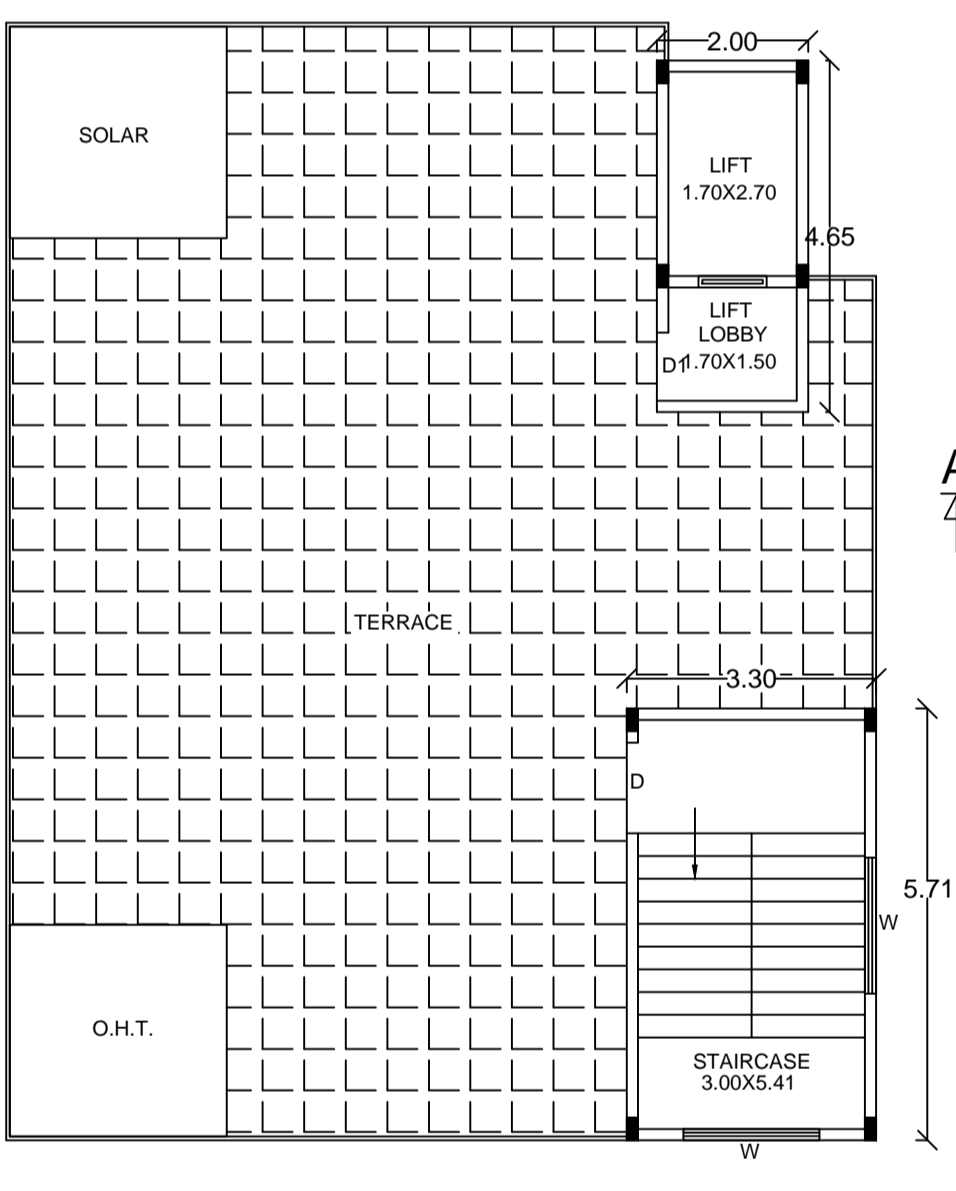 2.00
SOLAR
LIFT
1.70X2.70
4.65
LIFT
LOBBY
D1
1.70X1.50
A
TERRACE
3.30
D
5.71
W
O.H.T.
STAIRCASE
3.00X5.41
W